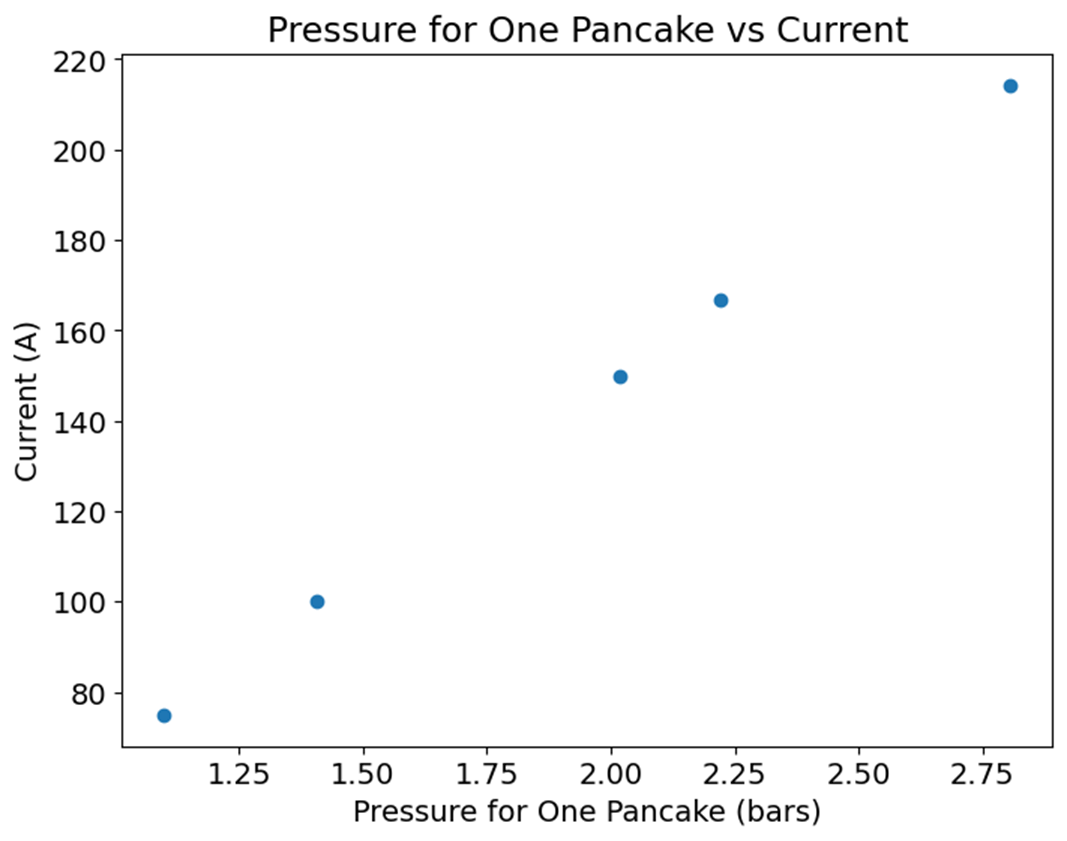 Pressure for One Pancake vs Current
220
200
180
160
140
120
100
80
Current (A)
1.25 1.50 1.75 2.00 2.25 2.50 2.75
Pressure for One Pancake (bars)